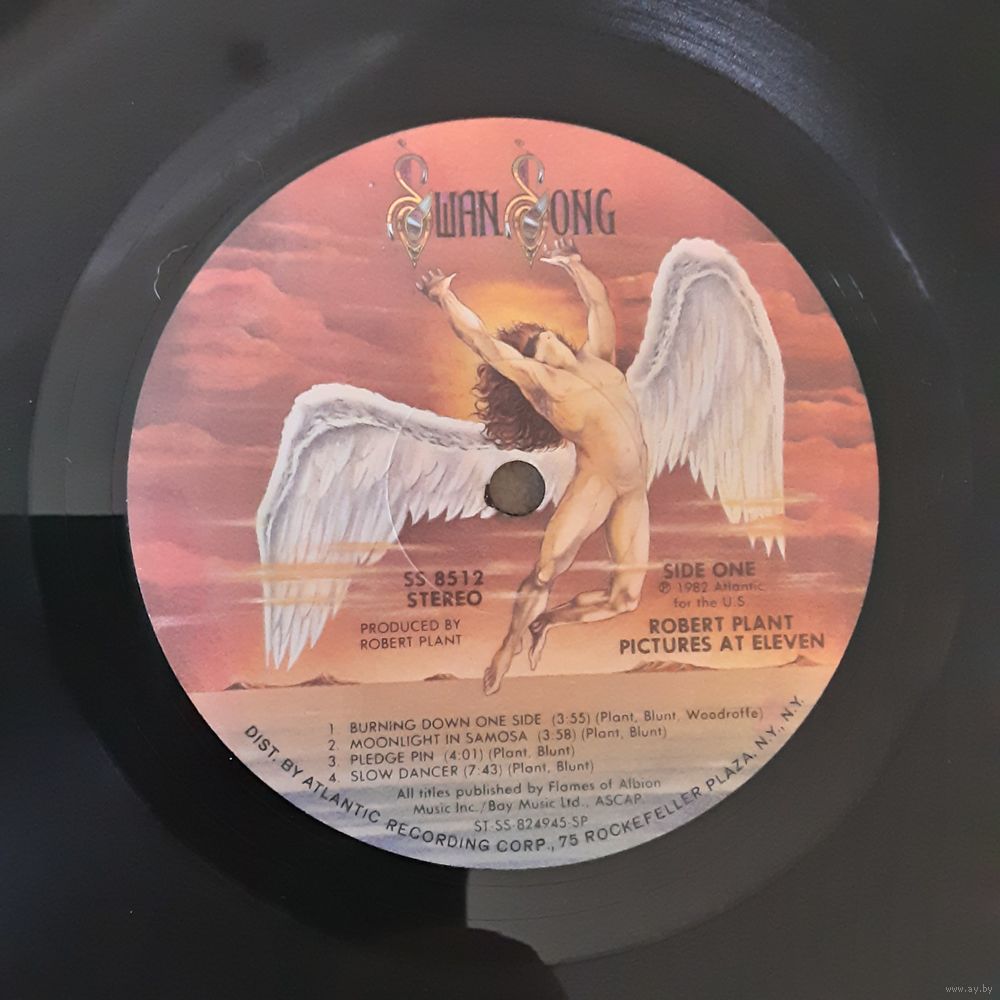 SWAN SONG
SS 8512
STEREO
PRODUCED BY
ROBERT PLANT
SIDE ONE
℗ 1982 Atlantic
for the U.S
ROBERT PLANT
PICTURES AT ELEVEN
1 BURNING DOWN ONE SIDE (3:55) (Plant, Blunt, Woodroffe)
2. MOONLIGHT IN SAMOSA (3:58) (Plant, Blunt)
3. PLEDGE PIN (4:01) (Plant, Blunt)
4. SLOW DANCER (7:43) (Plant, Blunt)
All titles published by Flames of Albion
Music Inc./Bay Music Ltd., ASCAP
ST-SS-824945-SP
DIST. BY ATLANTIC RECORDING CORP., 75 ROCKEFELLER PLAZA, N.Y., N.Y.
www.ay.by